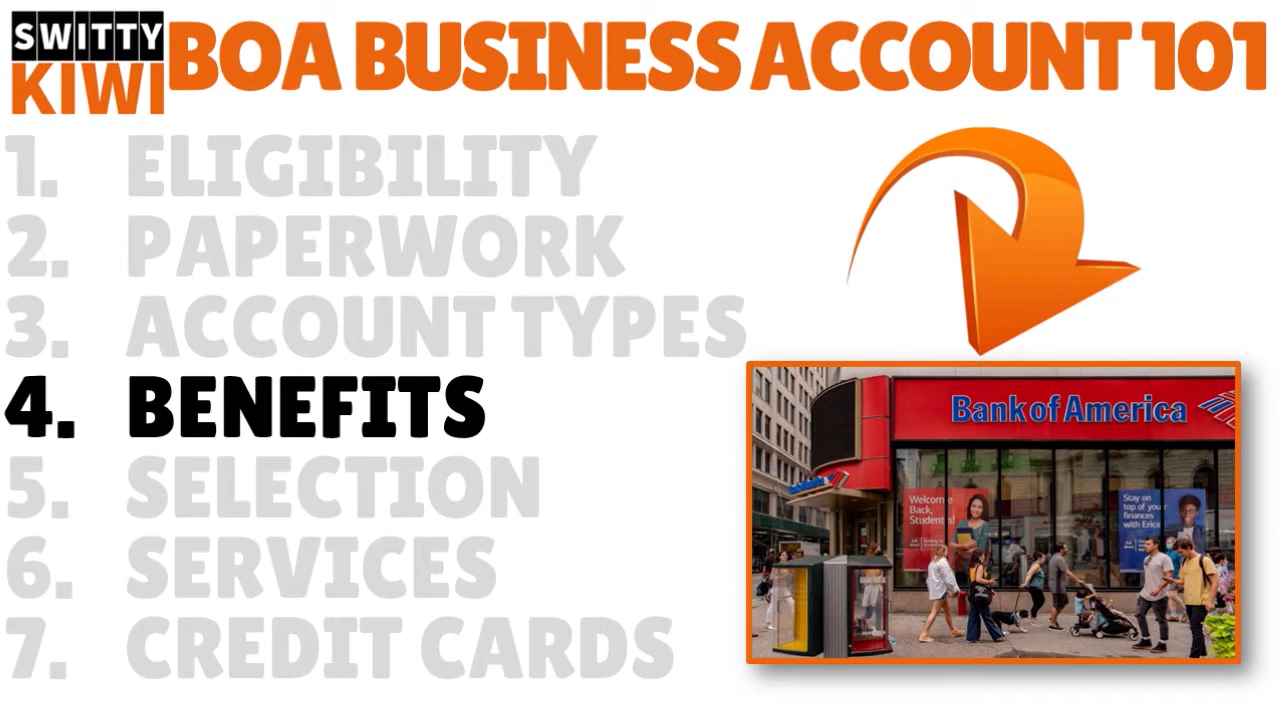 SWITTY
KIWI
BOA BUSINESS ACCOUNT 101
1. ELIGIBILITY
2. PAPERWORK
3. ACCOUNT TYPES
4. BENEFITS
5. SELECTION
6. SERVICES
7. CREDIT CARDS
Bank of America
Welcome
Back,
Students!
Stay on
top of your
finances
with Erica